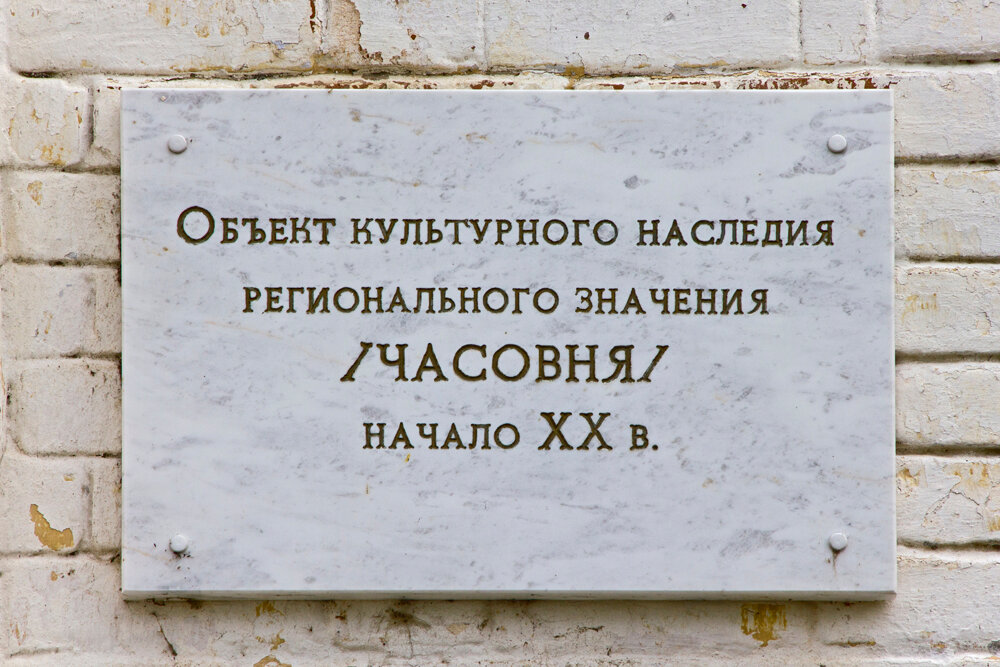 Объект культурного наследия
регионального значения
/ЧАСОВНЯ/
начало XX в.